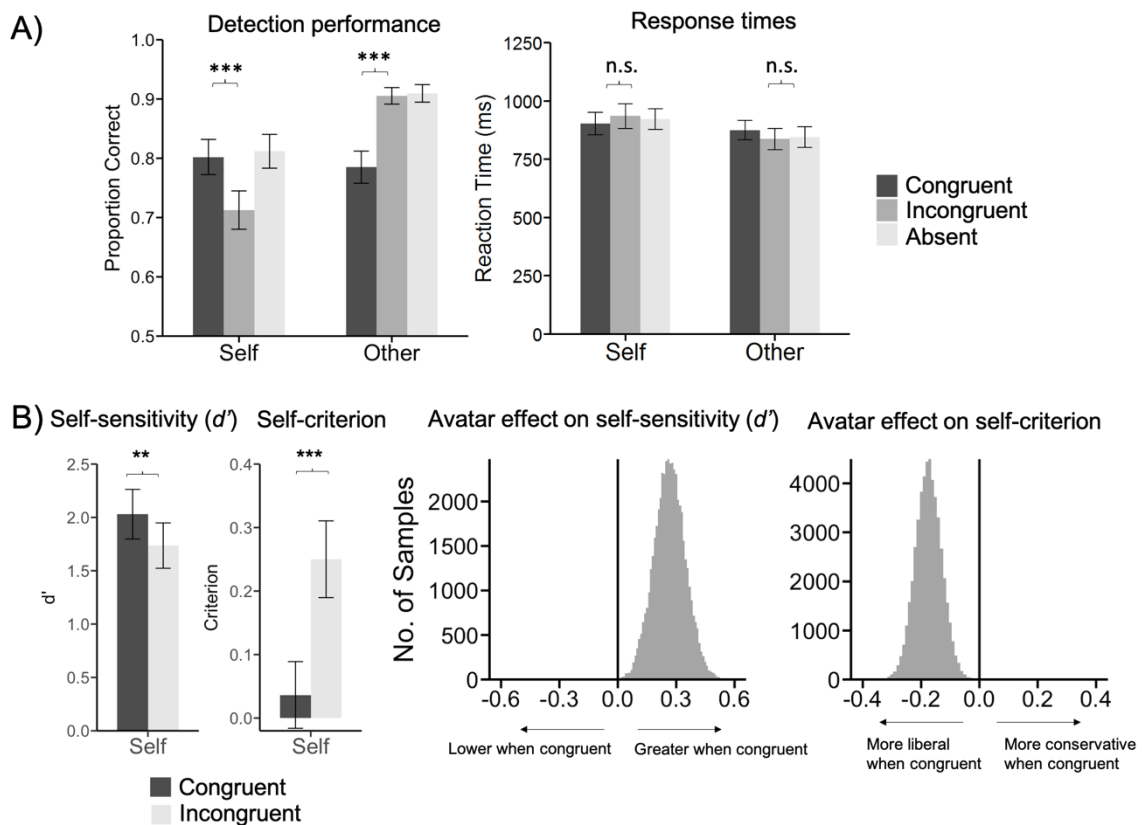 A)
Detection performance
Proportion Correct
1.0
0.9
0.8
0.7
0.6
0.5
***
***
Self
Other
Response times
Reaction Time (ms)
1250
1000
750
500
250
0
n.s.
n.s.
Self
Other
Congruent
Incongruent
Absent
B)
Self-sensitivity (d')
d'
2.5
2.0
1.5
1.0
0.5
0.0
**
Self
Self-criterion
Criterion
0.4
0.3
0.2
0.1
0.0
***
Self
Congruent
Incongruent
Avatar effect on self-sensitivity (d')
No. of Samples
2000
1500
1000
500
0
-0.6 -0.3 0.0 0.3 0.6
Lower when congruent
Greater when congruent
Avatar effect on self-criterion
4000
3000
2000
1000
0
-0.4 -0.2 0.0 0.2 0.4
More liberal
when congruent
More conservative
when congruent